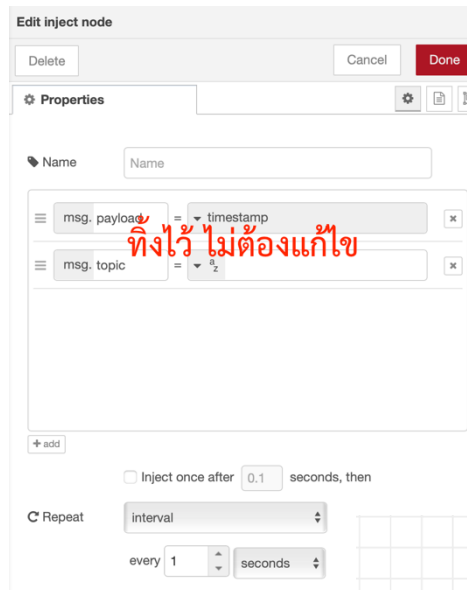 Edit inject node
Delete Cancel Done
Properties
Name Name
msg. payload = timestamp
ทิ้งไว้ ไม่ต้องแก้ไข
msg. topic = a z
+ add
Inject once after 0.1 seconds, then
Repeat interval
every 1 seconds